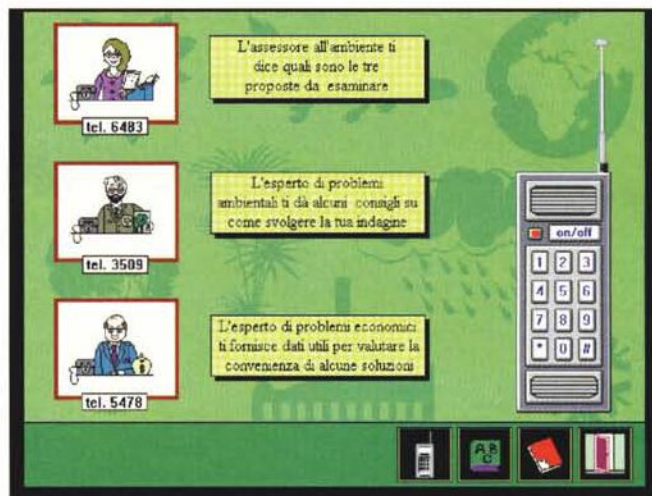 L'assessore all'ambiente ti
dice quali sono le tre
proposte da esaminare
tel. 6483
L'esperto di problemi
ambientali ti dà alcuni consigli su
come svolgere la tua indagine
tel. 3509
L'esperto di problemi economici
ti fornisce dati utili per valutare la
convenienza di alcune soluzioni
tel. 5478
on/off
1 2 3
4 5 6
7 8 9
* 0 #
A B
C